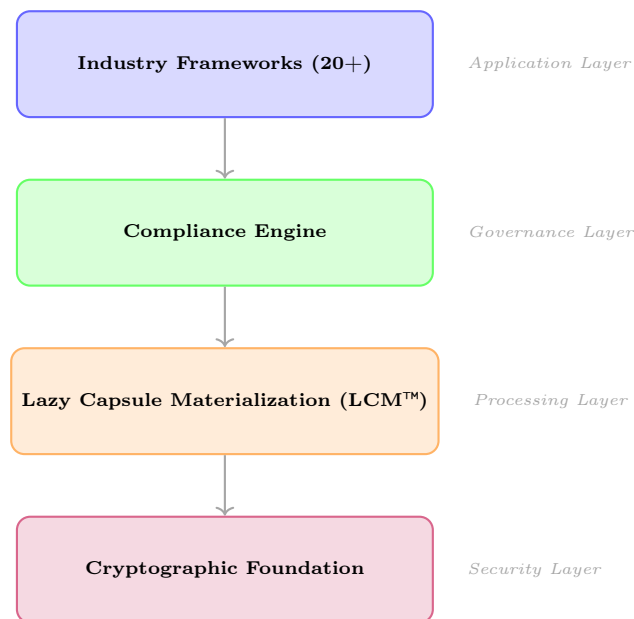 Industry Frameworks (20+)
Application Layer
Compliance Engine
Governance Layer
Lazy Capsule Materialization (LCM™)
Processing Layer
Cryptographic Foundation
Security Layer